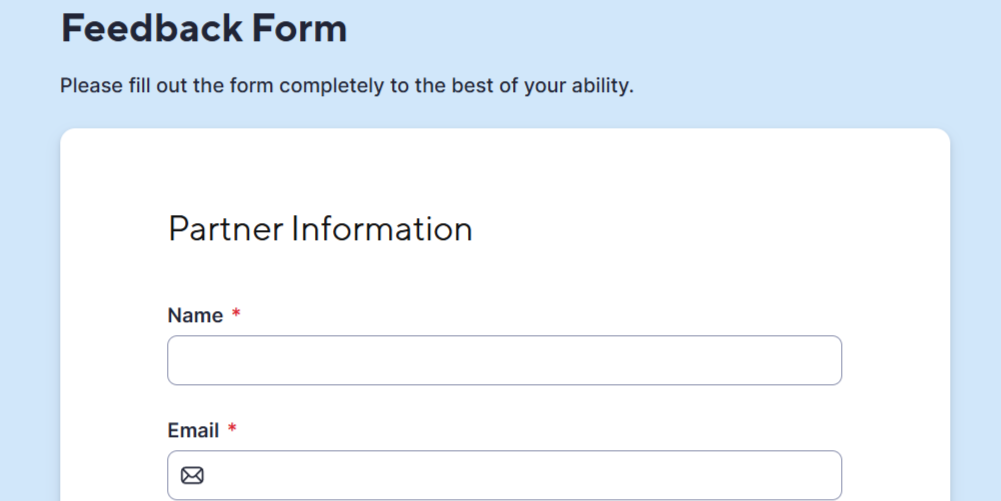 Feedback Form
Please fill out the form completely to the best of your ability.
Partner Information
Name *
Email *